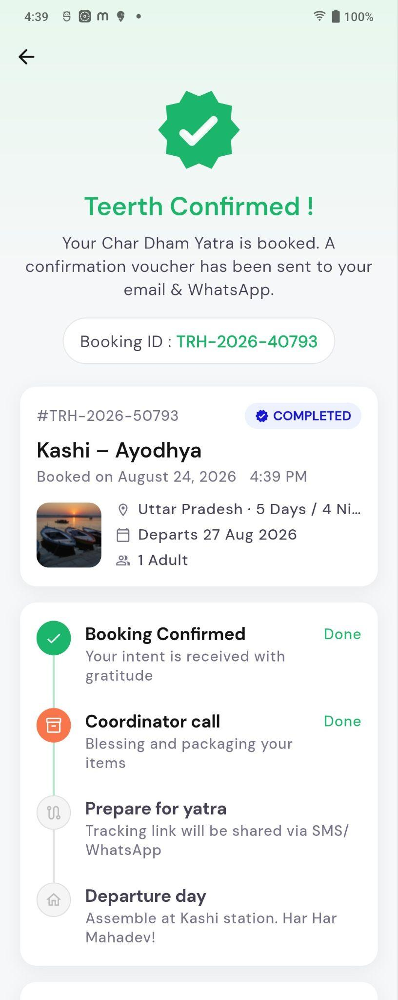 4:39
100%
Teerth Confirmed !
Your Char Dham Yatra is booked. A
confirmation voucher has been sent to your
email & WhatsApp.
Booking ID : TRH-2026-40793
#TRH-2026-50793
COMPLETED
Kashi – Ayodhya
Booked on August 24, 2026 4:39 PM
Uttar Pradesh · 5 Days / 4 Ni...
Departs 27 Aug 2026
1 Adult
Booking Confirmed
Done
Your intent is received with
gratitude
Coordinator call
Done
Blessing and packaging your
items
Prepare for yatra
Tracking link will be shared via SMS/
WhatsApp
Departure day
Assemble at Kashi station. Har Har
Mahadev!